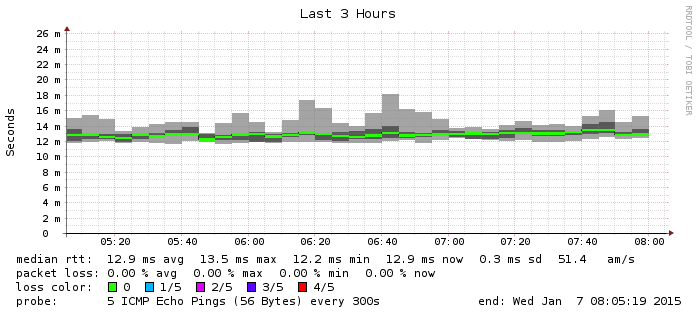 Last 3 Hours
RRDTOOL / TOBI OETIKER
Seconds
26 m
24 m
22 m
20 m
18 m
16 m
14 m
12 m
10 m
8 m
6 m
4 m
2 m
0
05:20 05:40 06:00 06:20 06:40 07:00 07:20 07:40 08:00
median rtt: 12.9 ms avg 13.5 ms max 12.2 ms min 12.9 ms now 0.3 ms sd 51.4 am/s
packet loss: 0.00 % avg 0.00 % max 0.00 % min 0.00 % now
loss color: 0 1/5 2/5 3/5 4/5
probe: 5 ICMP Echo Pings (56 Bytes) every 300s end: Wed Jan 7 08:05:19 2015